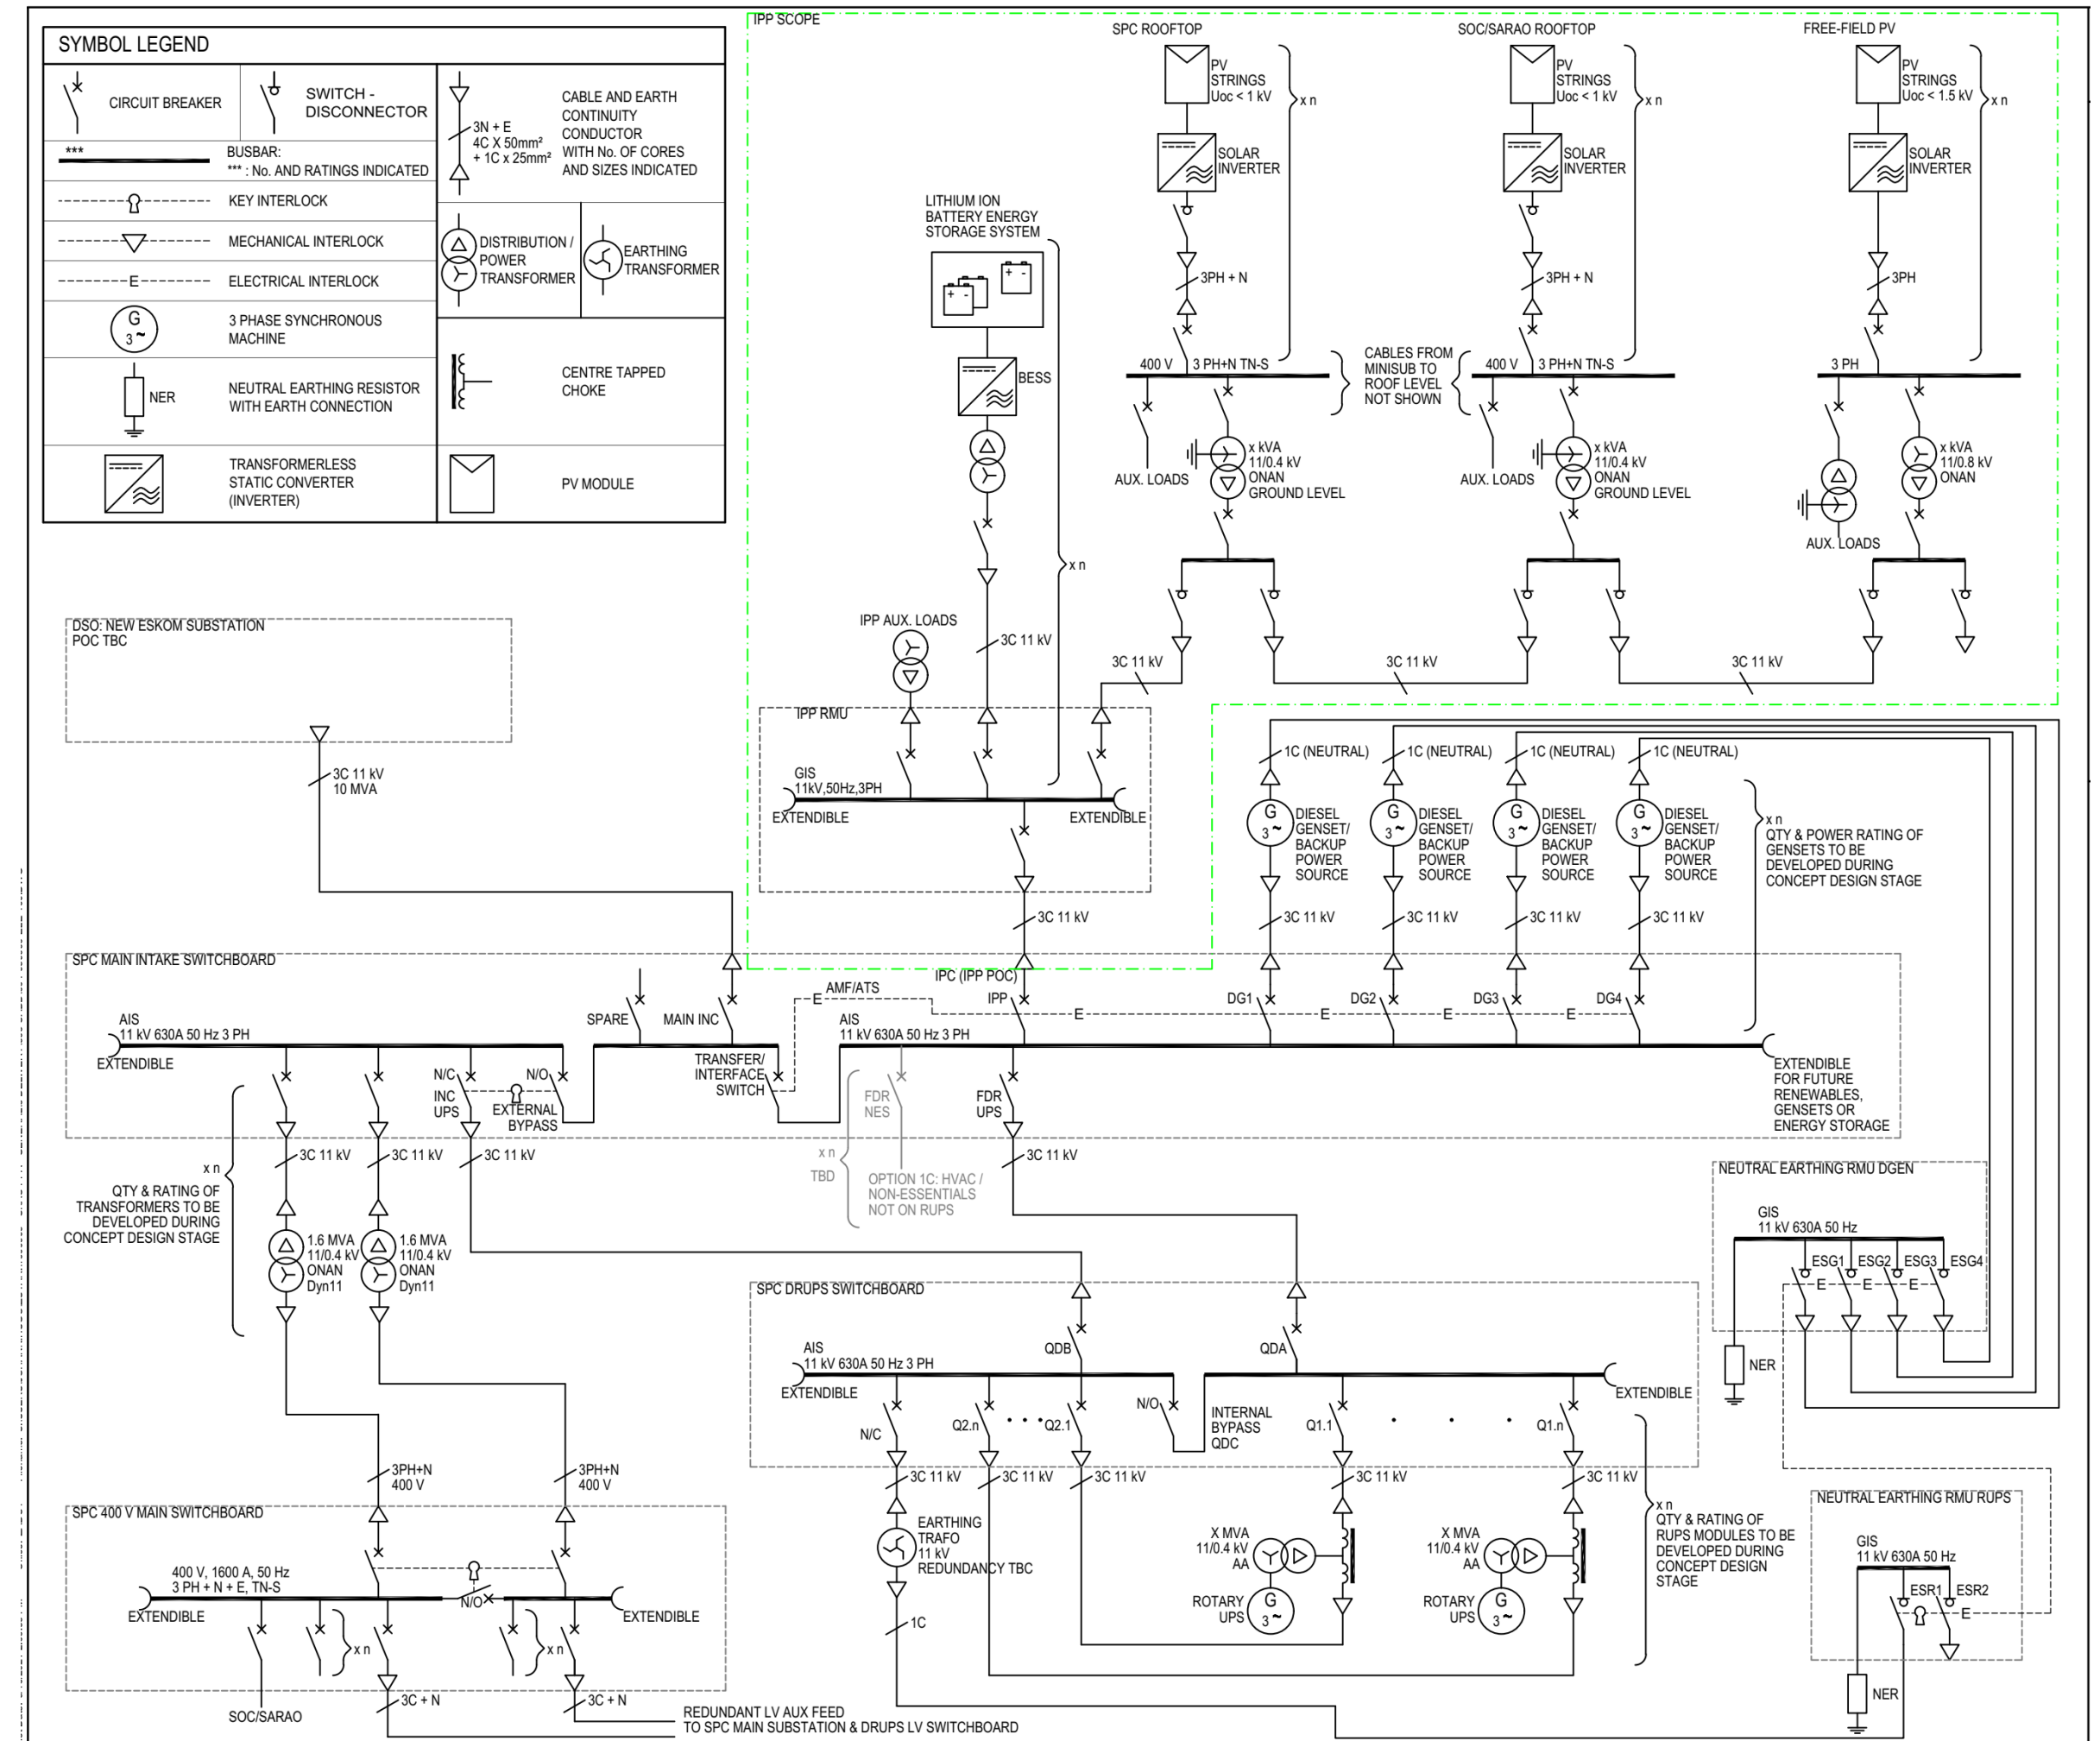 SYMBOL LEGEND
CIRCUIT BREAKER
SWITCH -
DISCONNECTOR
***
BUSBAR:
*** : No. AND RATINGS INDICATED
KEY INTERLOCK
MECHANICAL INTERLOCK
E
ELECTRICAL INTERLOCK
G
3 ~
3 PHASE SYNCHRONOUS
MACHINE
NER
NEUTRAL EARTHING RESISTOR
WITH EARTH CONNECTION
TRANSFORMERLESS
STATIC CONVERTER
(INVERTER)
3N + E
4C X 50mm²
+ 1C x 25mm²
CABLE AND EARTH
CONTINUITY
CONDUCTOR
WITH No. OF CORES
AND SIZES INDICATED
DISTRIBUTION /
POWER
TRANSFORMER
EARTHING
TRANSFORMER
CENTRE TAPPED
CHOKE
PV MODULE
IPP SCOPE
SPC ROOFTOP
PV
STRINGS
Uoc < 1 kV
x n
SOLAR
INVERTER
3PH + N
400 V
3 PH+N TN-S
AUX. LOADS
x kVA
11/0.4 kV
ONAN
GROUND LEVEL
CABLES FROM
MINISUB TO
ROOF LEVEL
NOT SHOWN
SOC/SARAO ROOFTOP
PV
STRINGS
Uoc < 1 kV
x n
SOLAR
INVERTER
3PH + N
400 V
3 PH+N TN-S
AUX. LOADS
x kVA
11/0.4 kV
ONAN
GROUND LEVEL
FREE-FIELD PV
PV
STRINGS
Uoc < 1.5 kV
x n
SOLAR
INVERTER
3PH
3 PH
x kVA
11/0.8 kV
ONAN
AUX. LOADS
3C 11 kV
3C 11 kV
3C 11 kV
LITHIUM ION
BATTERY ENERGY
STORAGE SYSTEM
+ -
+ -
BESS
x n
3C 11 kV
IPP AUX. LOADS
IPP RMU
GIS
11kV,50Hz,3PH
EXTENDIBLE
EXTENDIBLE
3C 11 kV
DSO: NEW ESKOM SUBSTATION
POC TBC
3C 11 kV
10 MVA
1C (NEUTRAL)
1C (NEUTRAL)
1C (NEUTRAL)
1C (NEUTRAL)
G
3 ~
DIESEL
GENSET/
BACKUP
POWER
SOURCE
G
3 ~
DIESEL
GENSET/
BACKUP
POWER
SOURCE
G
3 ~
DIESEL
GENSET/
BACKUP
POWER
SOURCE
G
3 ~
DIESEL
GENSET/
BACKUP
POWER
SOURCE
x n
QTY & POWER RATING OF
GENSETS TO BE
DEVELOPED DURING
CONCEPT DESIGN STAGE
3C 11 kV
3C 11 kV
3C 11 kV
3C 11 kV
SPC MAIN INTAKE SWITCHBOARD
IPC (IPP POC)
AMF/ATS
E
IPP
E
DG1
E
DG2
E
DG3
E
DG4
AIS
11 kV 630A 50 Hz 3 PH
EXTENDIBLE
SPARE
MAIN INC
AIS
11 kV 630A 50 Hz 3 PH
TRANSFER/
INTERFACE
SWITCH
N/C
INC
UPS
N/O
EXTERNAL
BYPASS
FDR
NES
FDR
UPS
EXTENDIBLE
FOR FUTURE
RENEWABLES,
GENSETS OR
ENERGY STORAGE
3C 11 kV
3C 11 kV
3C 11 kV
3C 11 kV
x n
TBD
OPTION 1C: HVAC /
NON-ESSENTIALS
NOT ON RUPS
x n
QTY & RATING OF
TRANSFORMERS TO BE
DEVELOPED DURING
CONCEPT DESIGN STAGE
1.6 MVA
11/0.4 kV
ONAN
Dyn11
1.6 MVA
11/0.4 kV
ONAN
Dyn11
NEUTRAL EARTHING RMU DGEN
GIS
11 kV 630A 50 Hz
ESG1
ESG2
ESG3
ESG4
E
E
E
NER
SPC DRUPS SWITCHBOARD
QDB
QDA
AIS
11 kV 630A 50 Hz 3 PH
EXTENDIBLE
EXTENDIBLE
N/C
Q2.n
Q2.1
N/O
INTERNAL
BYPASS
QDC
Q1.1
Q1.n
3C 11 kV
3C 11 kV
3C 11 kV
3C 11 kV
3C 11 kV
EARTHING
TRAFO
11 kV
REDUNDANCY TBC
1C
X MVA
11/0.4 kV
AA
ROTARY
UPS
G
3 ~
X MVA
11/0.4 kV
AA
ROTARY
UPS
G
3 ~
x n
QTY & RATING OF
RUPS MODULES TO BE
DEVELOPED DURING
CONCEPT DESIGN
STAGE
NEUTRAL EARTHING RMU RUPS
GIS
11 kV 630A 50 Hz
ESR1
ESR2
E
NER
3PH+N
400 V
3PH+N
400 V
SPC 400 V MAIN SWITCHBOARD
400 V, 1600 A, 50 Hz
3 PH + N + E, TN-S
EXTENDIBLE
N/O
EXTENDIBLE
x n
x n
SOC/SARAO
3C + N
3C + N
REDUNDANT LV AUX FEED
TO SPC MAIN SUBSTATION & DRUPS LV SWITCHBOARD